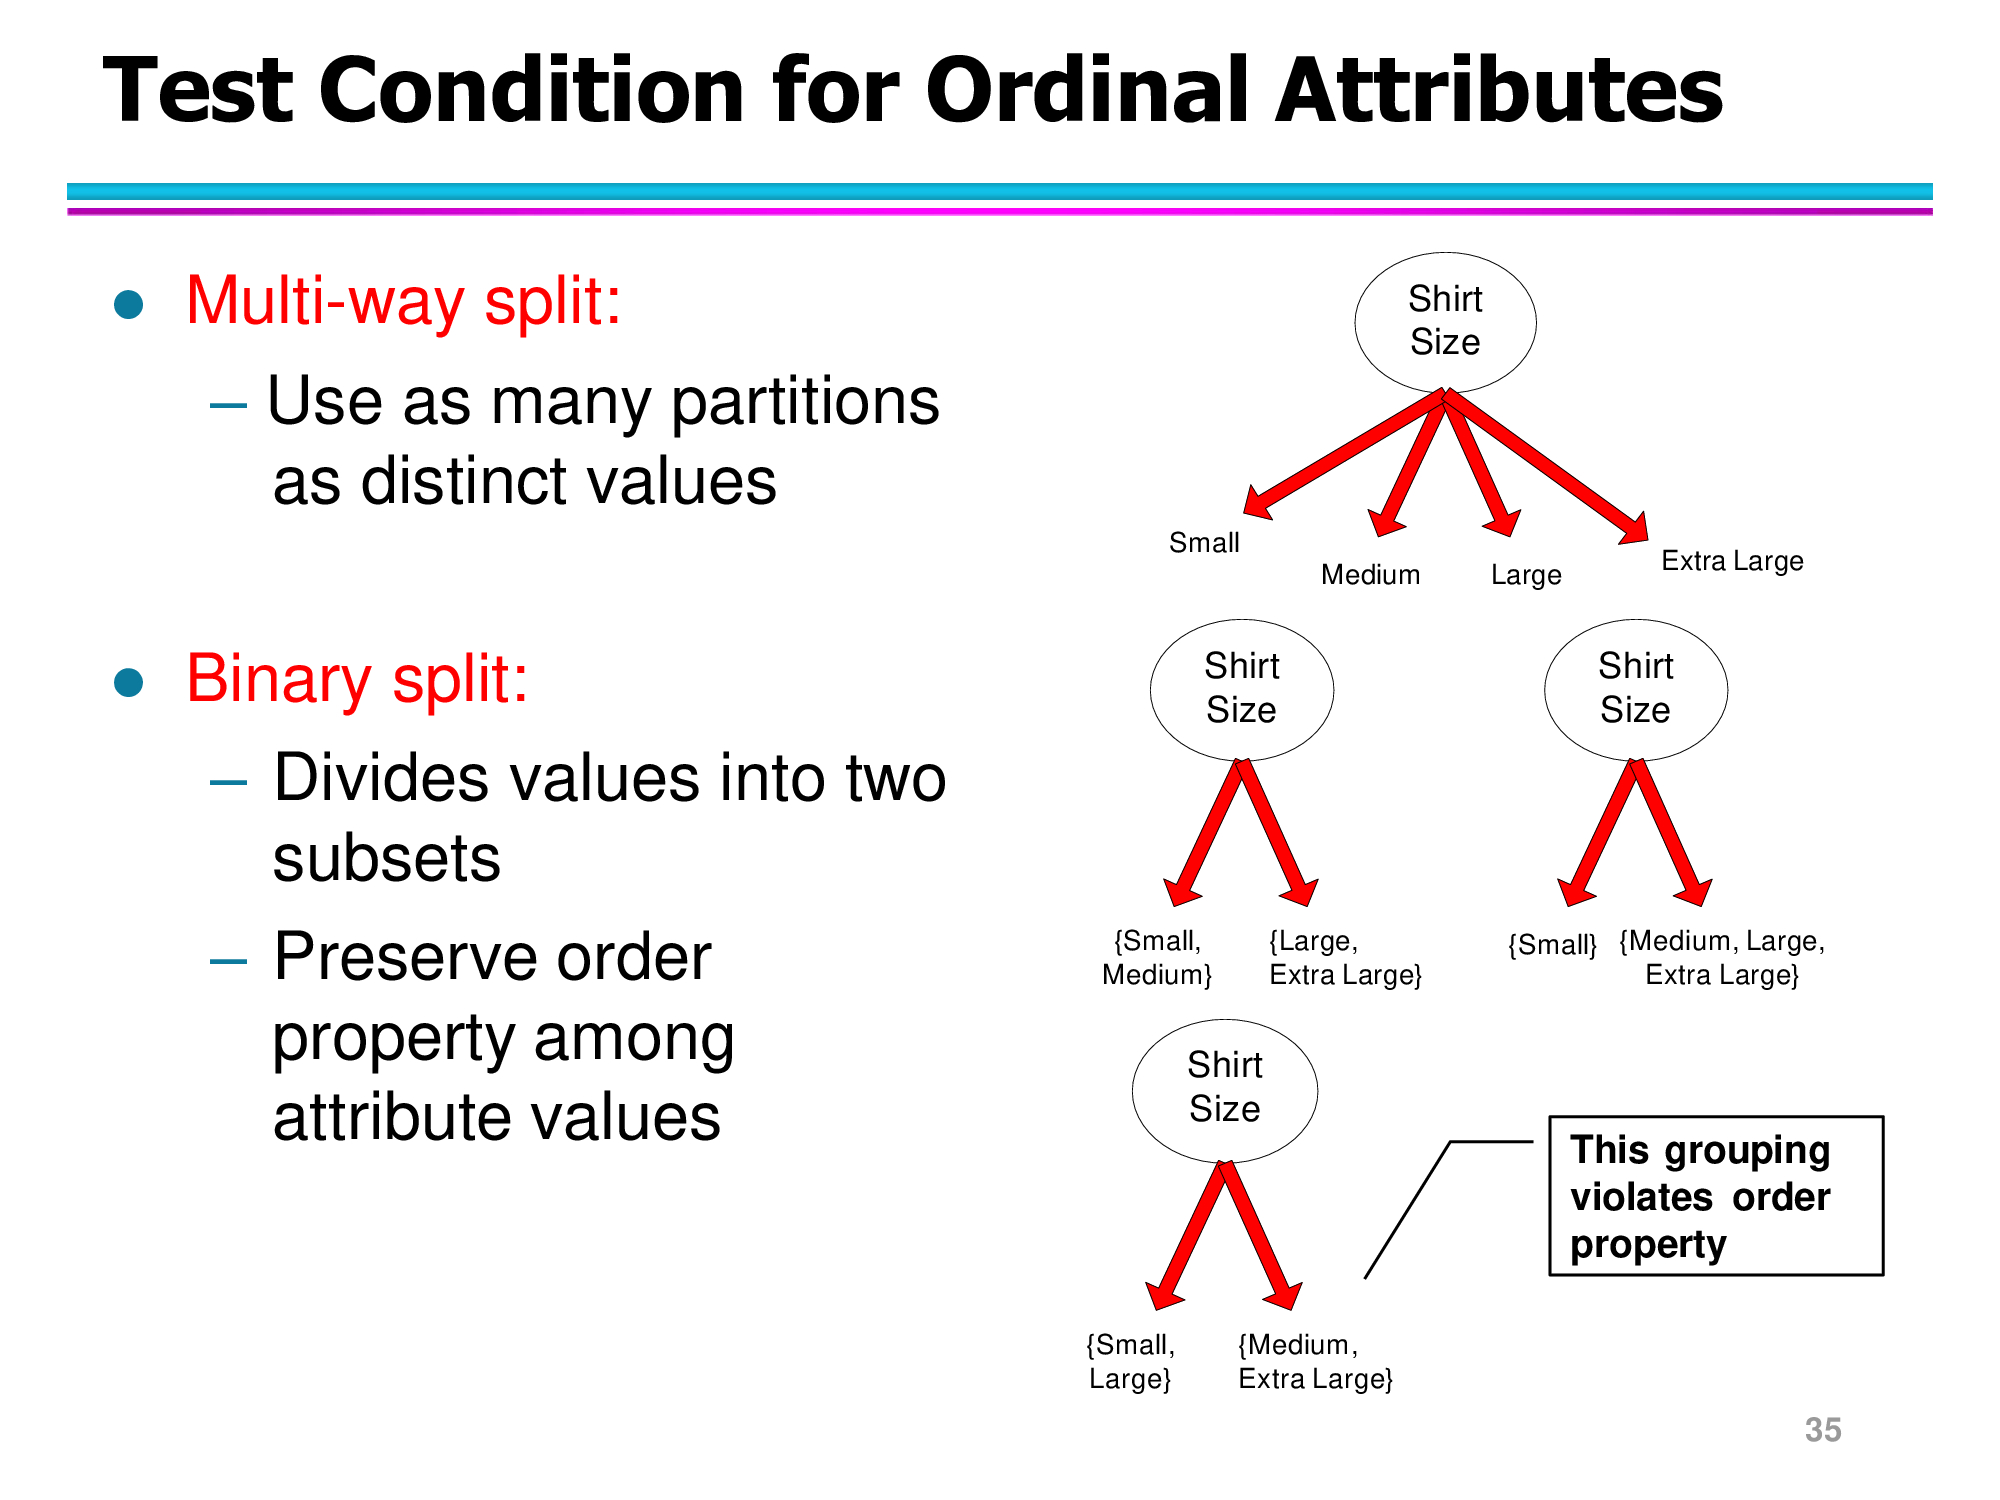 Test Condition for Ordinal Attributes
● Multi-way split:
– Use as many partitions
as distinct values
● Binary split:
– Divides values into two
subsets
– Preserve order
property among
attribute values
Shirt
Size
Small
Medium
Large
Extra Large
Shirt
Size
{Small,
Medium}
{Large,
Extra Large}
Shirt
Size
{Small}
{Medium, Large,
Extra Large}
Shirt
Size
{Small,
Large}
{Medium,
Extra Large}
This grouping
violates order
property
35